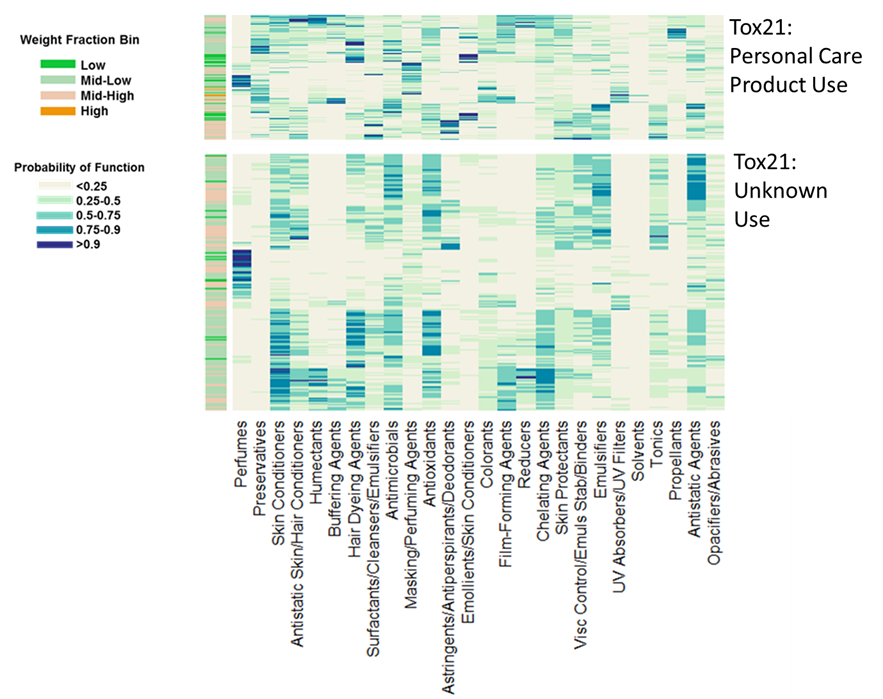 Tox21:
Personal Care
Product Use
Weight Fraction Bin
Low
Mid-Low
Mid-High
High
Tox21:
Unknown
Use
Probability of Function
<0.25
0.25-0.5
0.5-0.75
0.75-0.9
>0.9
Perfumes
Preservatives
Skin Conditioners
Antistatic Skin/Hair Conditioners
Humectants
Buffering Agents
Hair Dyeing Agents
Surfactants/Cleansers/Emulsifiers
Antimicrobials
Masking/Perfuming Agents
Antioxidants
Astringents/Antiperspirants/Deodorants
Emollients/Skin Conditioners
Colorants
Film-Forming Agents
Reducers
Chelating Agents
Skin Protectants
Visc Control/Emuls Stab/Binders
Emulsifiers
UV Absorbers/UV Filters
Solvents
Tonics
Propellants
Antistatic Agents
Opacifiers/Abrasives